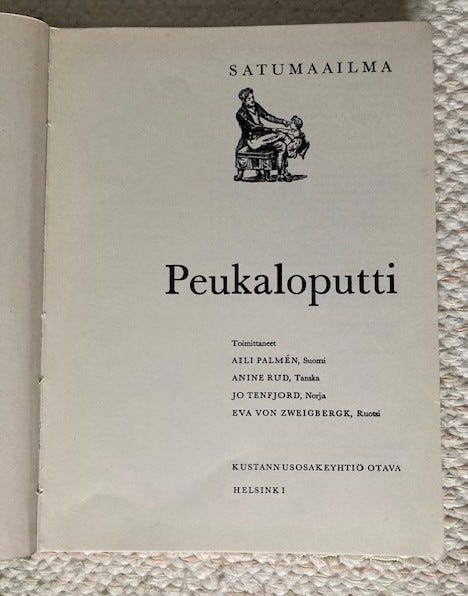 SATUMAAILMA
Peukaloputti
Toimittaneet
AILI PALMÉN, Suomi
ANINE RUD, Tanska
JO TENFJORD, Norja
EVA VON ZWEIGBERGK, Ruotsi
KUSTANNUSOSAKEYHTIÖ OTAVA
HELSINKI